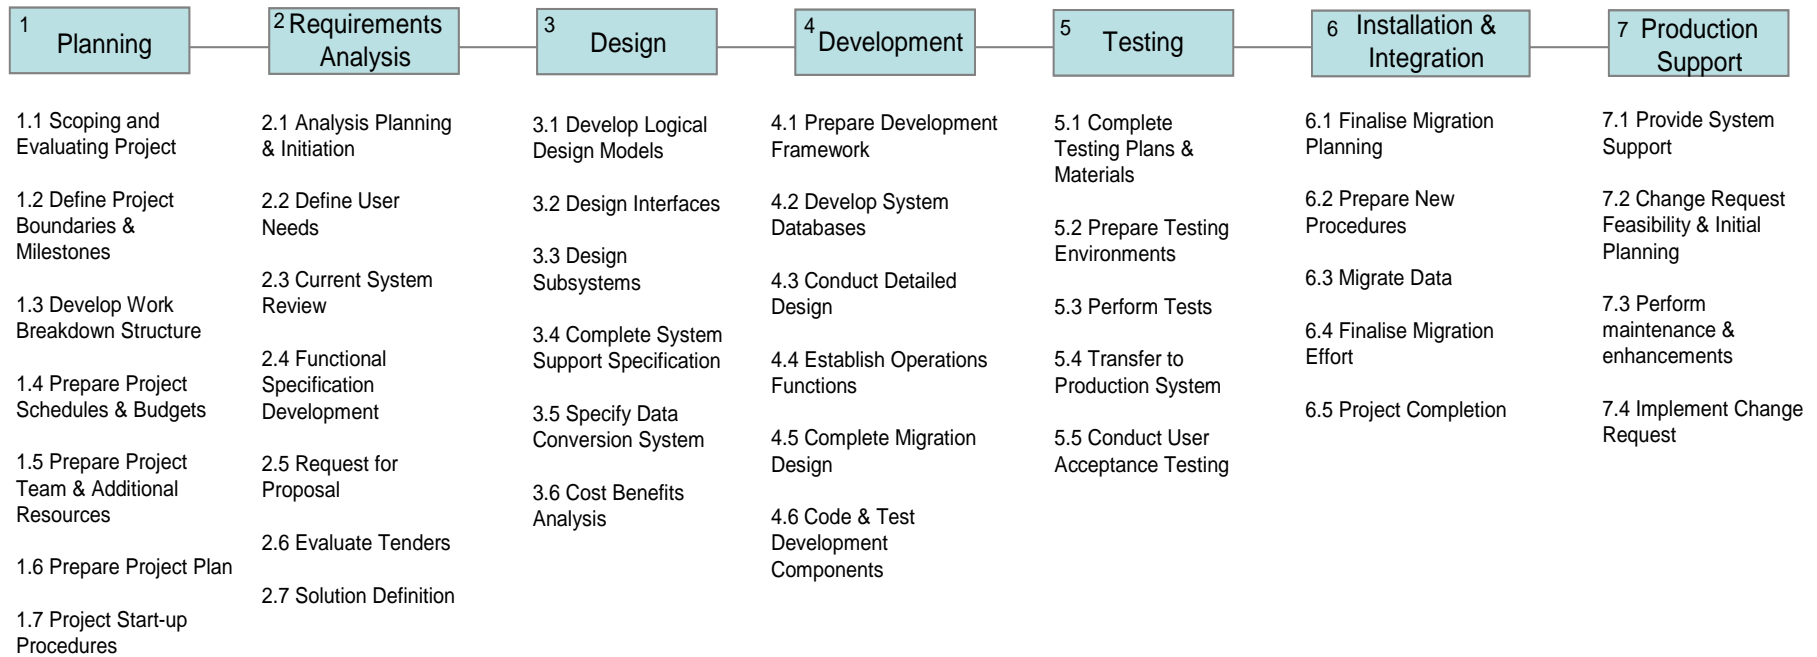 1
Planning
2 Requirements
Analysis
3
Design
4 Development
5
Testing
6 Installation &
Integration
7 Production
Support
1.1 Scoping and
Evaluating Project
1.2 Define Project
Boundaries &
Milestones
1.3 Develop Work
Breakdown Structure
1.4 Prepare Project
Schedules & Budgets
1.5 Prepare Project
Team & Additional
Resources
1.6 Prepare Project Plan
1.7 Project Start-up
Procedures
2.1 Analysis Planning
& Initiation
2.2 Define User
Needs
2.3 Current System
Review
2.4 Functional
Specification
Development
2.5 Request for
Proposal
2.6 Evaluate Tenders
2.7 Solution Definition
3.1 Develop Logical
Design Models
3.2 Design Interfaces
3.3 Design
Subsystems
3.4 Complete System
Support Specification
3.5 Specify Data
Conversion System
3.6 Cost Benefits
Analysis
4.1 Prepare Development
Framework
4.2 Develop System
Databases
4.3 Conduct Detailed
Design
4.4 Establish Operations
Functions
4.5 Complete Migration
Design
4.6 Code & Test
Development
Components
5.1 Complete
Testing Plans &
Materials
5.2 Prepare Testing
Environments
5.3 Perform Tests
5.4 Transfer to
Production System
5.5 Conduct User
Acceptance Testing
6.1 Finalise Migration
Planning
6.2 Prepare New
Procedures
6.3 Migrate Data
6.4 Finalise Migration
Effort
6.5 Project Completion
7.1 Provide System
Support
7.2 Change Request
Feasibility & Initial
Planning
7.3 Perform
maintenance &
enhancements
7.4 Implement Change
Request